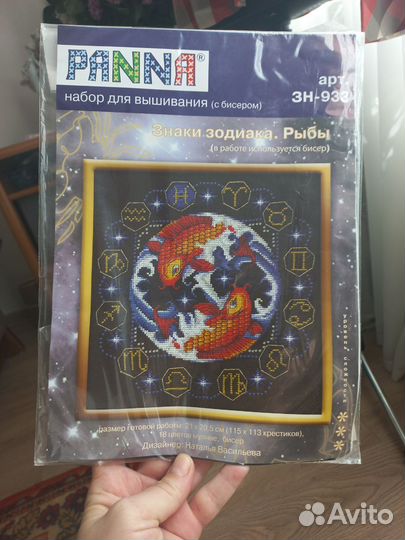 PANNA®
набор для вышивания (с бисером)
арт.
ЗН-933
Знаки зодиака. Рыбы
(в работе используется бисер)
размер готовой работы: 21 x 20,5 см (115 x 113 крестиков),
18 цветов мулине, бисер
Дизайнер: Наталья Васильева
Avito